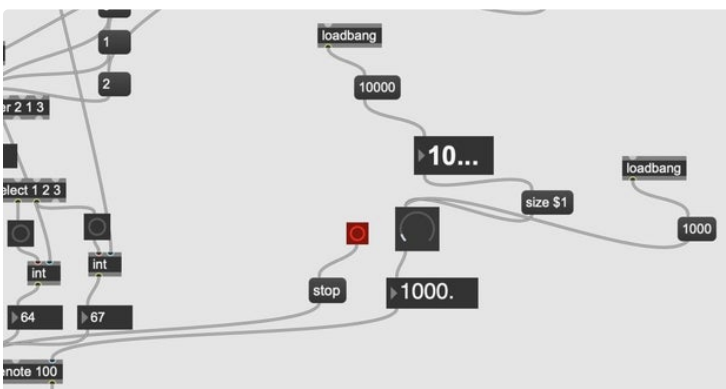 loadbang
1
10000
2
er 2 1 3
10...
loadbang
elect 1 2 3
size $1
1000
int
int
stop
1000.
64
67
enote 100